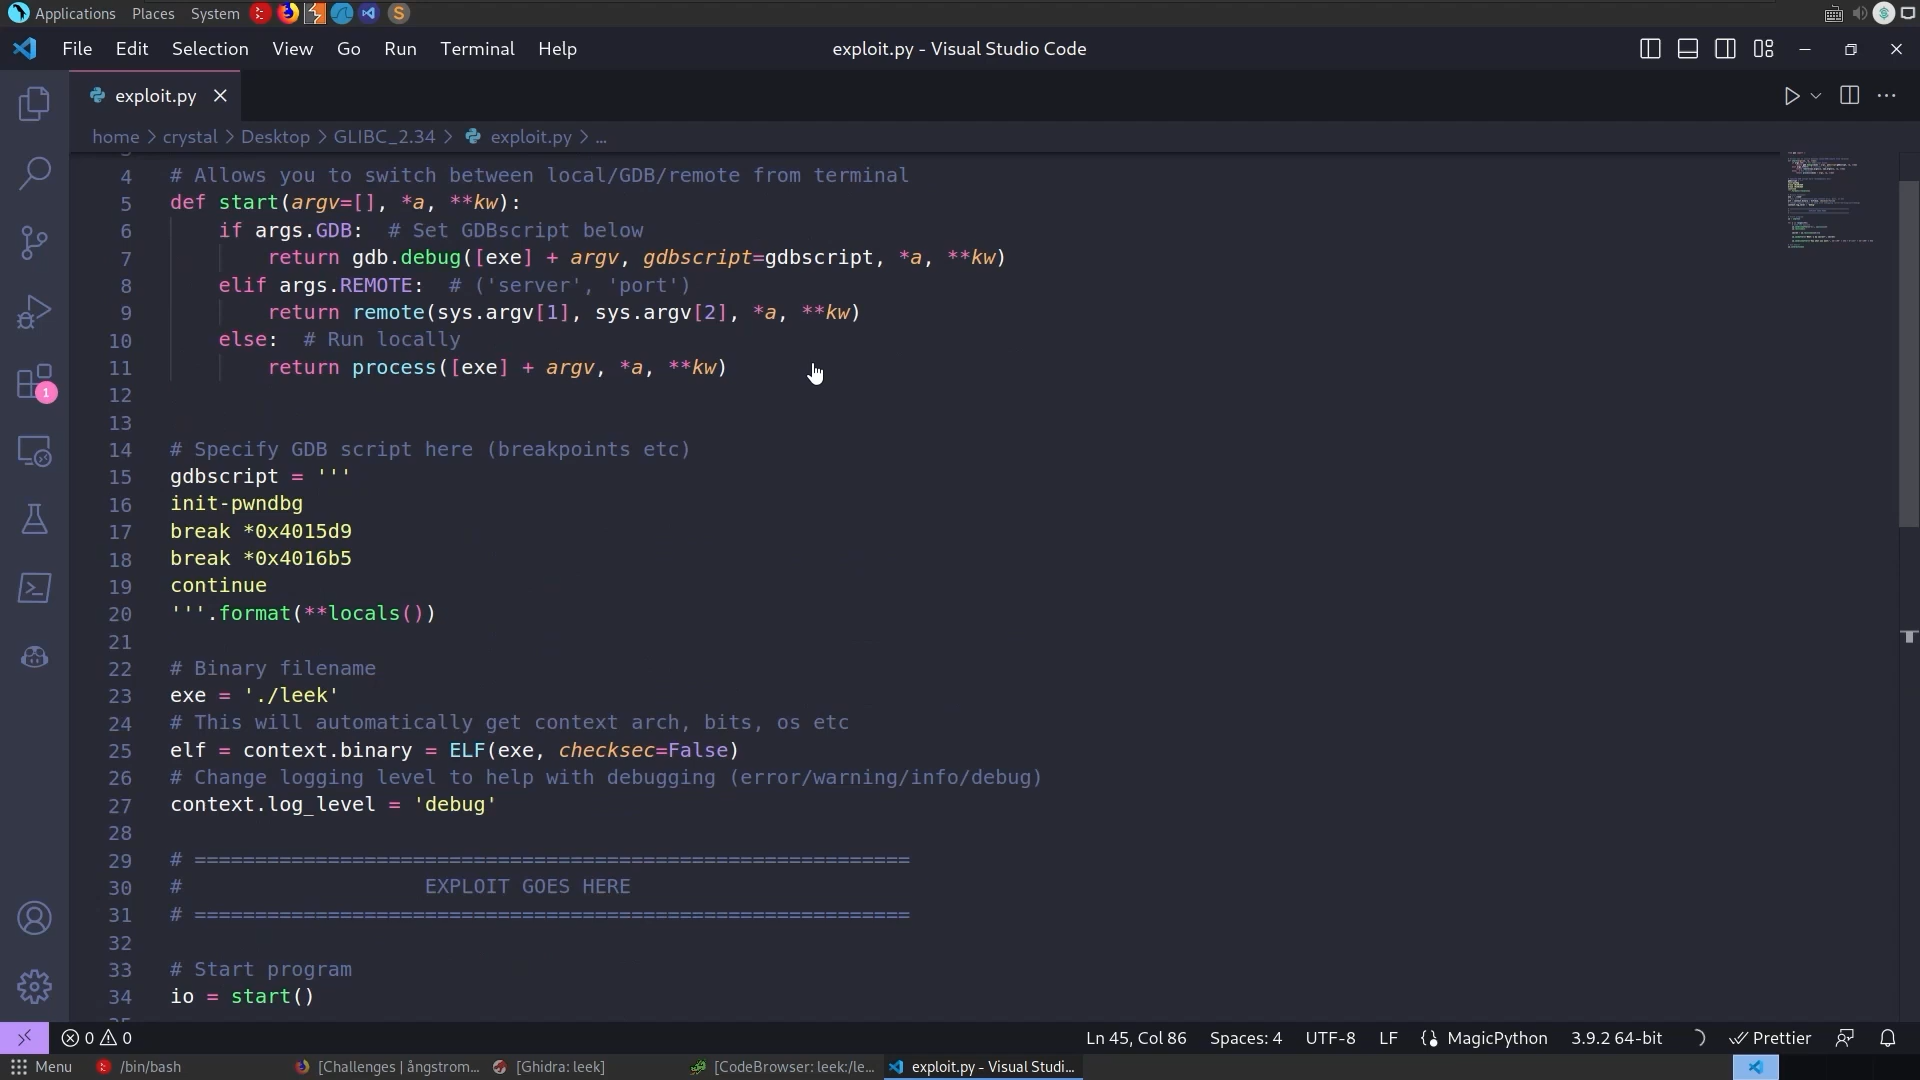 Applications Places System
File Edit Selection View Go Run Terminal Help
exploit.py - Visual Studio Code
exploit.py
home > crystal > Desktop > GLIBC_2.34 > exploit.py > ...
4 # Allows you to switch between local/GDB/remote from terminal
5 def start(argv=[], *a, **kw):
6 if args.GDB:  # Set GDBscript below
7 return gdb.debug([exe] + argv, gdbscript=gdbscript, *a, **kw)
8 elif args.REMOTE:  # ('server', 'port')
9 return remote(sys.argv[1], sys.argv[2], *a, **kw)
10 else:  # Run locally
11 return process([exe] + argv, *a, **kw)
12
13
14 # Specify GDB script here (breakpoints etc)
15 gdbscript = '''
16 init-pwndbg
17 break *0x4015d9
18 break *0x4016b5
19 continue
20 '''.format(**locals())
21
22 # Binary filename
23 exe = './leek'
24 # This will automatically get context arch, bits, os etc
25 elf = context.binary = ELF(exe, checksec=False)
26 # Change logging level to help with debugging (error/warning/info/debug)
27 context.log_level = 'debug'
28
29 # ===========================================================
30 # EXPLOIT GOES HERE
31 # ===========================================================
32
33 # Start program
34 io = start()
1
0 0
Ln 45, Col 86 Spaces: 4 UTF-8 LF MagicPython 3.9.2 64-bit Prettier
Menu /bin/bash [Challenges | ångstrom... [Ghidra: leek] [CodeBrowser: leek:/le... exploit.py - Visual Studi...